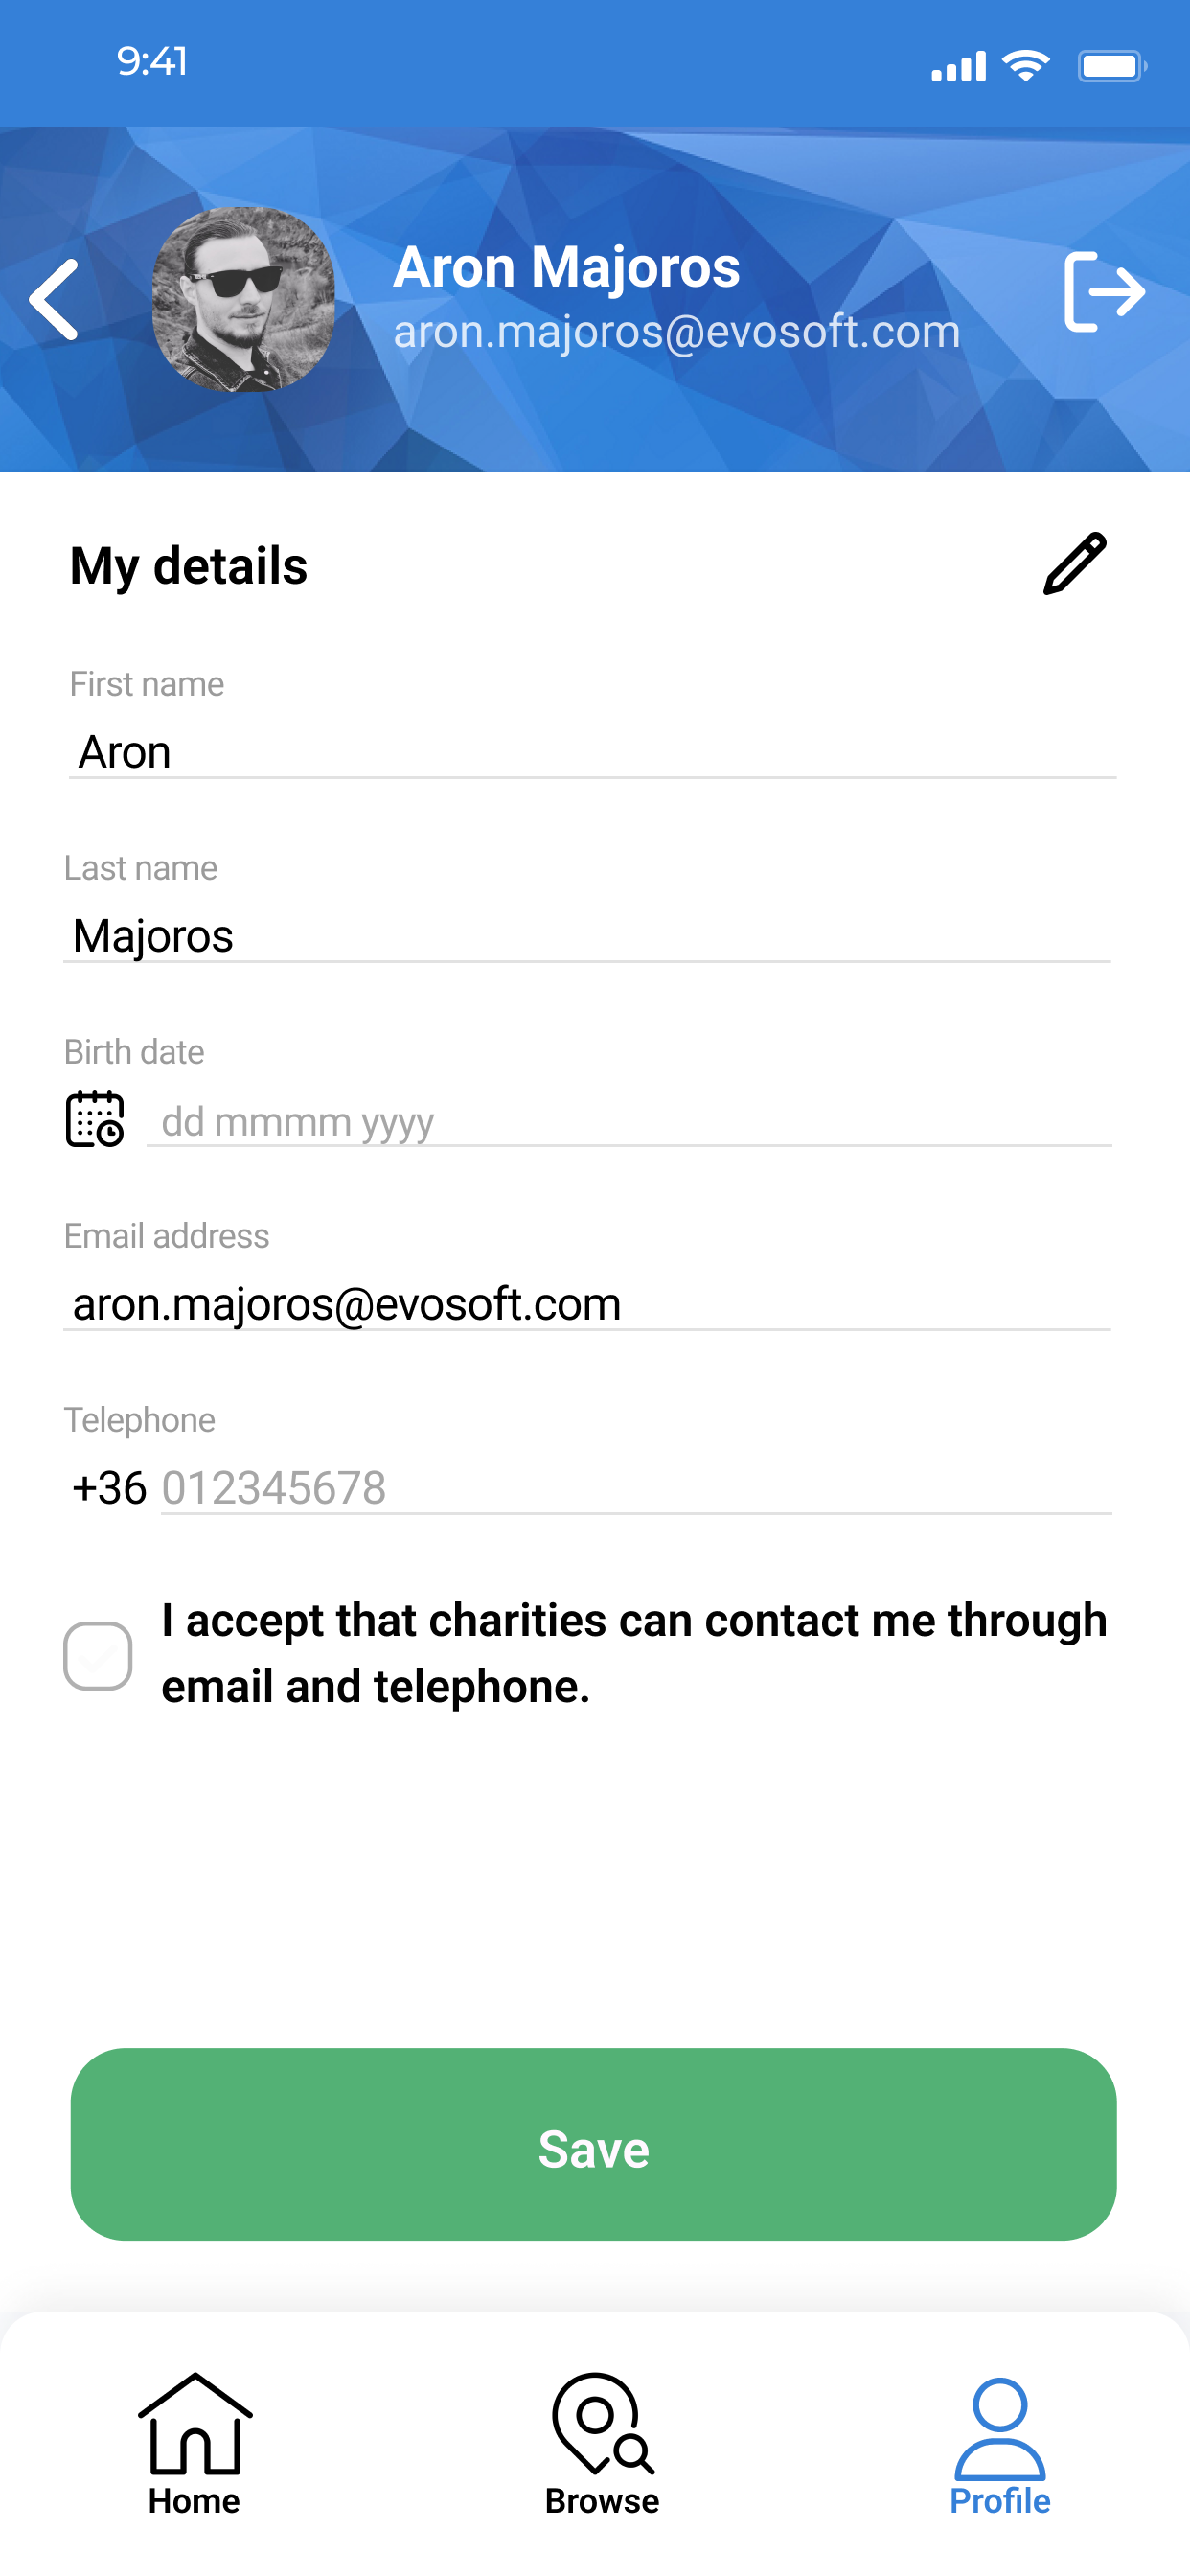 9:41
Aron Majoros
aron.majoros@evosoft.com
My details
First name
Aron
Last name
Majoros
Birth date
dd mmmm yyyy
Email address
aron.majoros@evosoft.com
Telephone
+36 012345678
I accept that charities can contact me through
email and telephone.
Save
Home
Browse
Profile